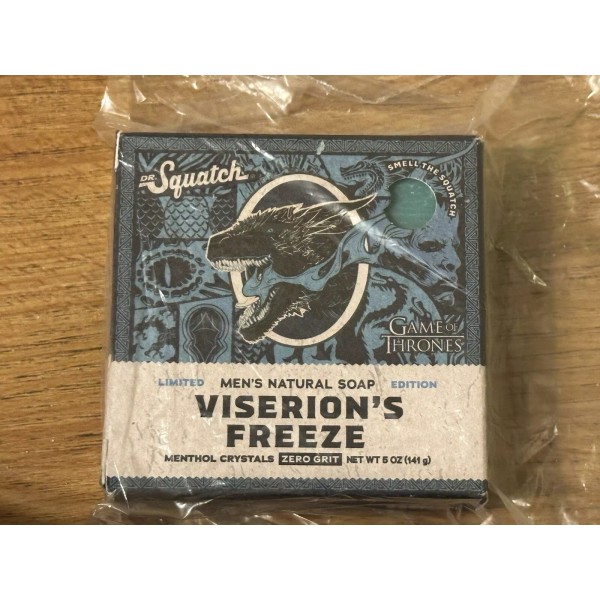 DR. Squatch
SMELL THE SQUATCH
GAME OF
THRONES
LIMITED MEN'S NATURAL SOAP EDITION
VISERION'S
FREEZE
MENTHOL CRYSTALS ZERO GRIT NET WT 5 OZ (141 g)